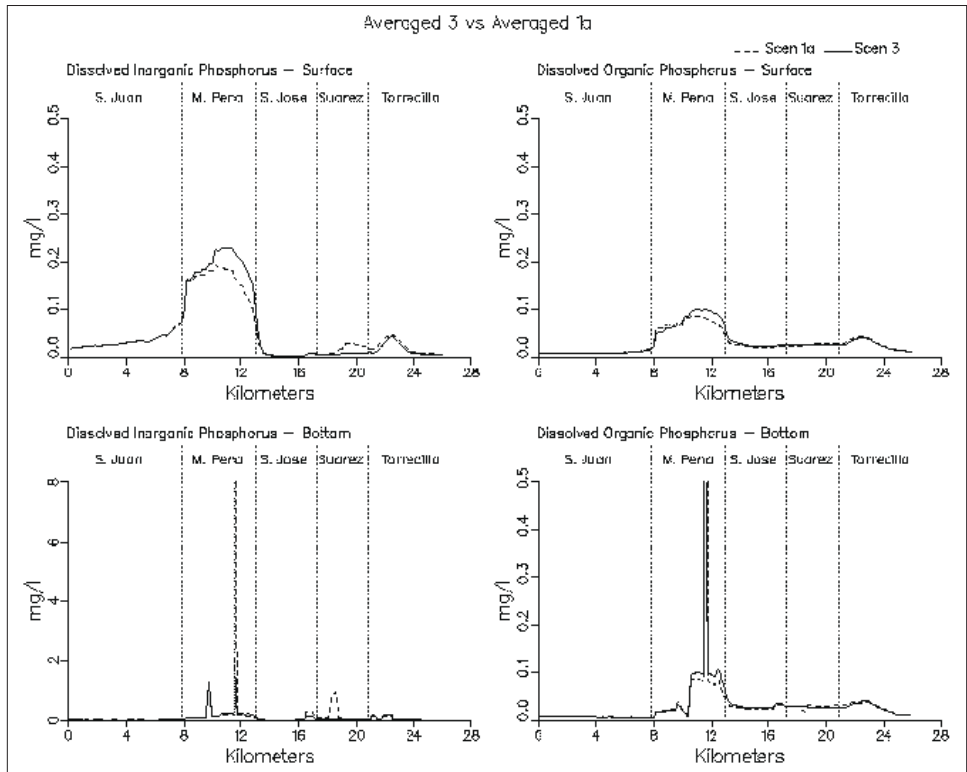 Averaged 3 vs Averaged 1a
Scen 1a Scen 3
Dissolved Inorganic Phosphorus – Surface
S. Juan M. Pena S. Jose Suarez Torrecilla
0.5
0.4
0.3
0.2
0.1
0.0
mg/l
0 4 8 12 16 20 24 28
Kilometers
Dissolved Organic Phosphorus – Surface
S. Juan M. Pena S. Jose Suarez Torrecilla
0.5
0.4
0.3
0.2
0.1
0.0
mg/l
0 4 8 12 16 20 24 28
Kilometers
Dissolved Inorganic Phosphorus – Bottom
S. Juan M. Pena S. Jose Suarez Torrecilla
8
6
4
2
0
mg/l
0 4 8 12 16 20 24 28
Kilometers
Dissolved Organic Phosphorus – Bottom
S. Juan M. Pena S. Jose Suarez Torrecilla
0.5
0.4
0.3
0.2
0.1
0.0
mg/l
0 4 8 12 16 20 24 28
Kilometers